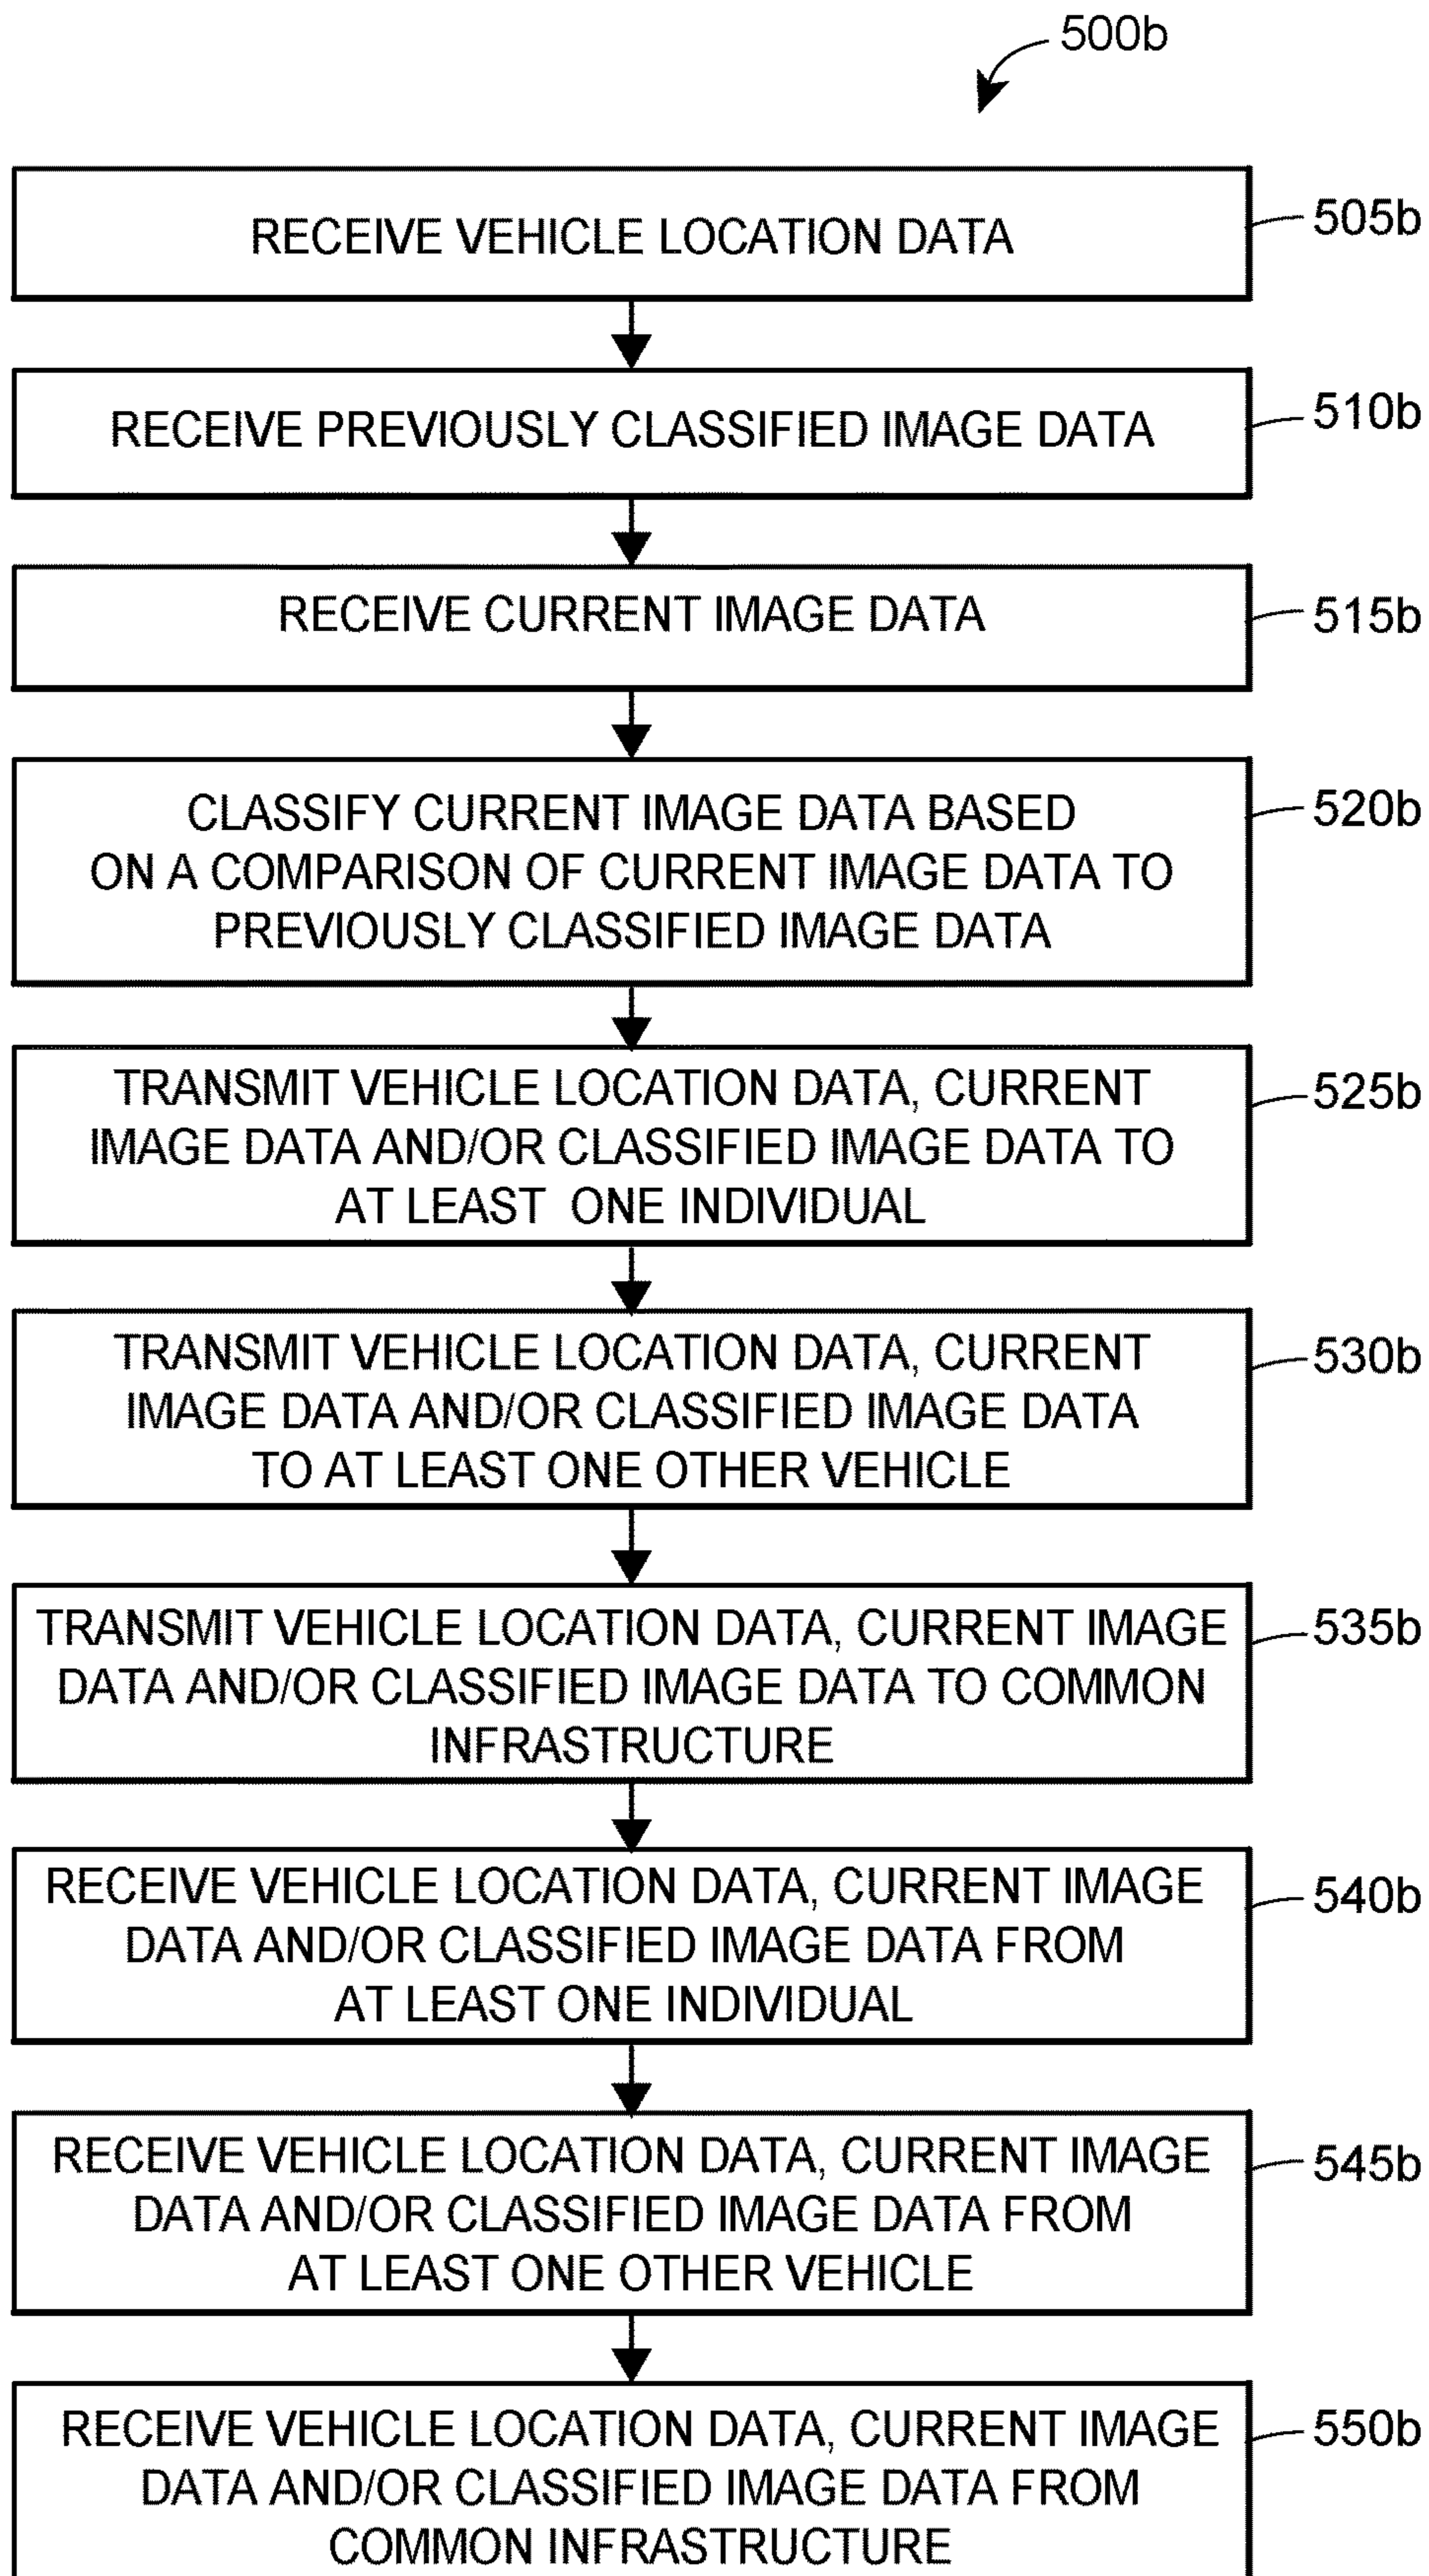 500b
RECEIVE VEHICLE LOCATION DATA
505b
RECEIVE PREVIOUSLY CLASSIFIED IMAGE DATA
510b
RECEIVE CURRENT IMAGE DATA
515b
CLASSIFY CURRENT IMAGE DATA BASED
ON A COMPARISON OF CURRENT IMAGE DATA TO
PREVIOUSLY CLASSIFIED IMAGE DATA
520b
TRANSMIT VEHICLE LOCATION DATA, CURRENT
IMAGE DATA AND/OR CLASSIFIED IMAGE DATA TO
AT LEAST ONE INDIVIDUAL
525b
TRANSMIT VEHICLE LOCATION DATA, CURRENT
IMAGE DATA AND/OR CLASSIFIED IMAGE DATA
TO AT LEAST ONE OTHER VEHICLE
530b
TRANSMIT VEHICLE LOCATION DATA, CURRENT IMAGE
DATA AND/OR CLASSIFIED IMAGE DATA TO COMMON
INFRASTRUCTURE
535b
RECEIVE VEHICLE LOCATION DATA, CURRENT IMAGE
DATA AND/OR CLASSIFIED IMAGE DATA FROM
AT LEAST ONE INDIVIDUAL
540b
RECEIVE VEHICLE LOCATION DATA, CURRENT IMAGE
DATA AND/OR CLASSIFIED IMAGE DATA FROM
AT LEAST ONE OTHER VEHICLE
545b
RECEIVE VEHICLE LOCATION DATA, CURRENT IMAGE
DATA AND/OR CLASSIFIED IMAGE DATA FROM
COMMON INFRASTRUCTURE
550b